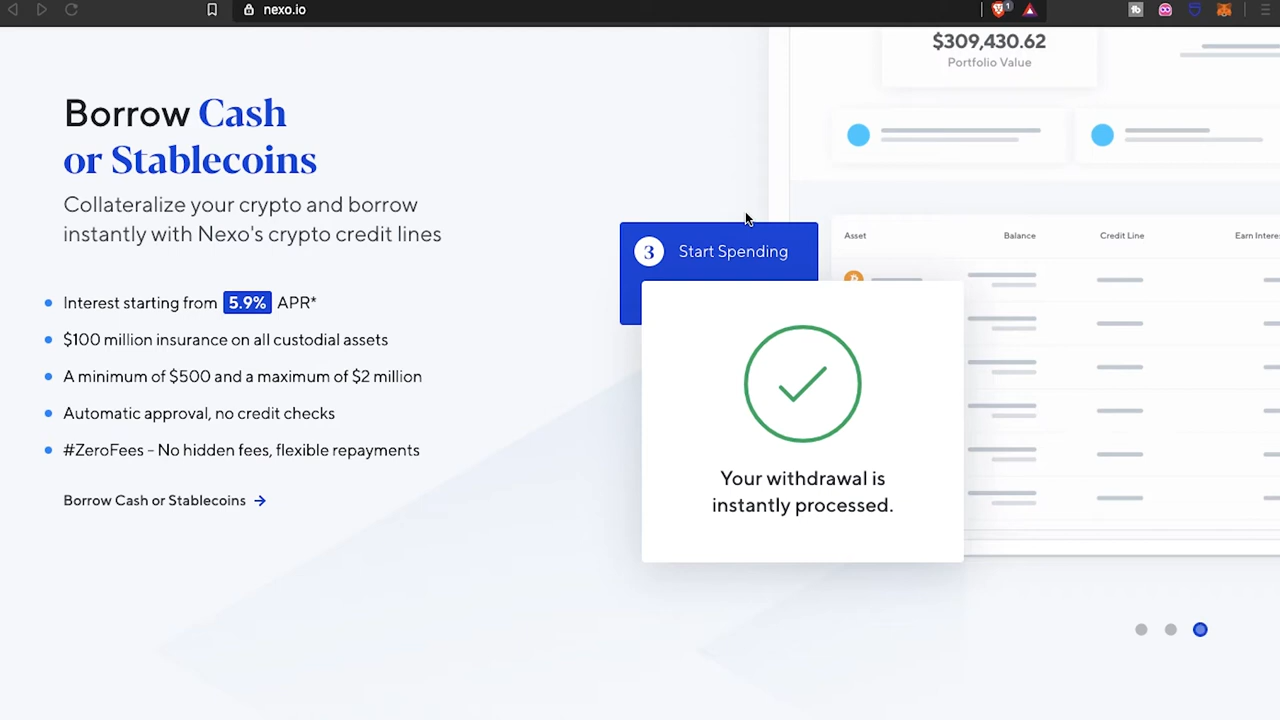 nexo.io
1
$309,430.62
Portfolio Value
Borrow Cash
or Stablecoins
Collateralize your crypto and borrow
instantly with Nexo's crypto credit lines
Interest starting from 5.9% APR*
$100 million insurance on all custodial assets
A minimum of $500 and a maximum of $2 million
Automatic approval, no credit checks
#ZeroFees - No hidden fees, flexible repayments
Borrow Cash or Stablecoins →
3 Start Spending
Asset Balance Credit Line Earn
Your withdrawal is
instantly processed.